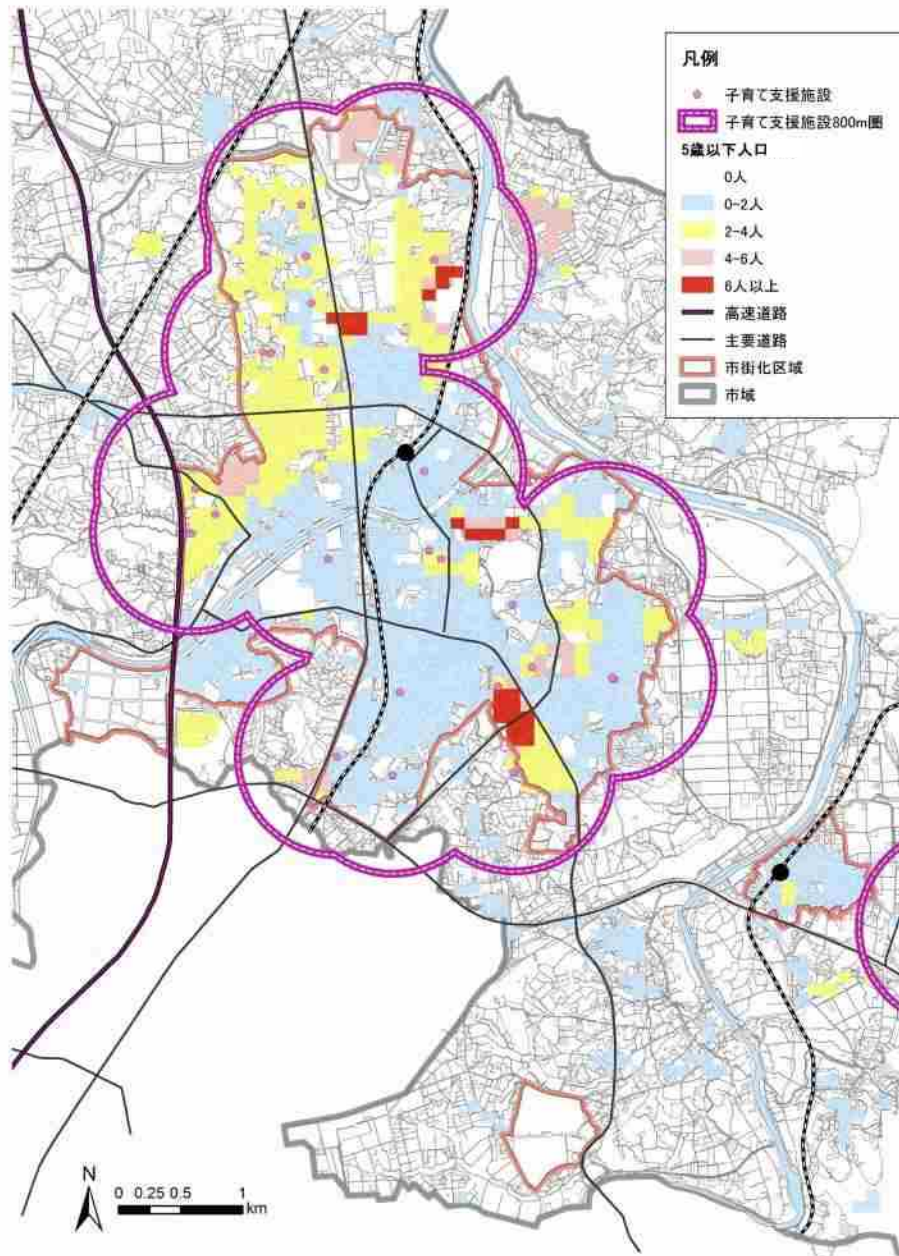 凡例
子育て支援施設
子育て支援施設800m圏
5歳以下人口
0人
0-2人
2-4人
4-6人
6人以上
高速道路
主要道路
市街化区域
市域
N
0 0.25 0.5 1
km